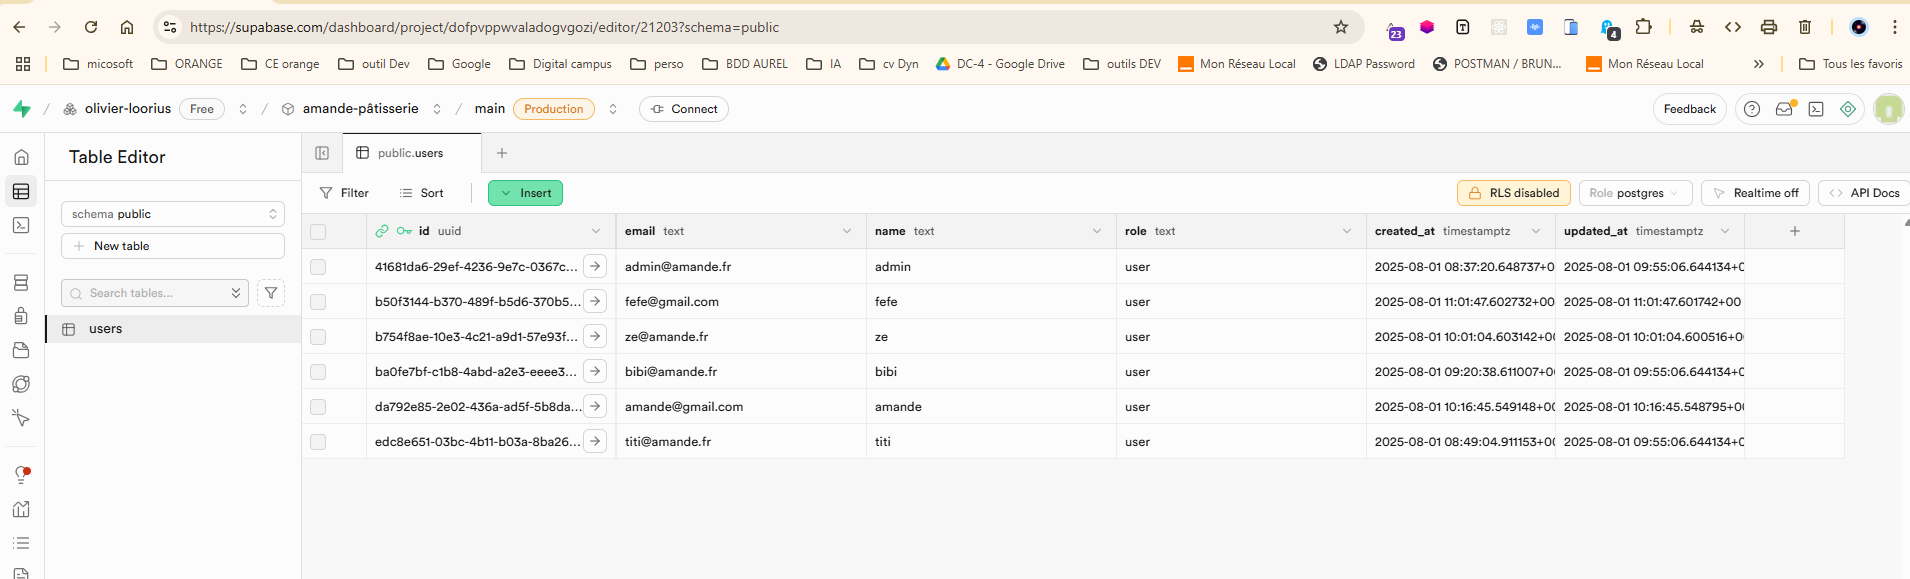 https://supabase.com/dashboard/project/dofpvppwvaladogvgozi/editor/21203?schema=public
23
4
micosoft ORANGE CE orange outil Dev Google Digital campus perso BDD AUREL IA cv Dyn DC-4 - Google Drive outils DEV Mon Réseau Local LDAP Password POSTMAN / BRUN... Mon Réseau Local Tous les favoris
/ olivier-loorius Free / amande-pâtisserie / main Production Connect Feedback
Table Editor
public.users
Filter Sort Insert RLS disabled Role postgres Realtime off API Docs
schema public
New table
Search tables...
users
id uuid email text name text role text created_at timestamptz updated_at timestamptz
41681da6-29ef-4236-9e7c-0367c... admin@amande.fr admin user 2025-08-01 08:37:20.648737+0 2025-08-01 09:55:06.644134+0
b50f3144-b370-489f-b5d6-370b5... fefe@gmail.com fefe user 2025-08-01 11:01:47.602732+00 2025-08-01 11:01:47.601742+00
b754f8ae-10e3-4c21-a9d1-57e93f... ze@amande.fr ze user 2025-08-01 10:01:04.603142+00 2025-08-01 10:01:04.600516+0
ba0fe7bf-c1b8-4abd-a2e3-eeee3... bibi@amande.fr bibi user 2025-08-01 09:20:38.611007+00 2025-08-01 09:55:06.644134+0
da792e85-2e02-436a-ad5f-5b8da... amande@gmail.com amande user 2025-08-01 10:16:45.549148+00 2025-08-01 10:16:45.548795+00
edc8e651-03bc-4b11-b03a-8ba26... titi@amande.fr titi user 2025-08-01 08:49:04.911153+00 2025-08-01 09:55:06.644134+0